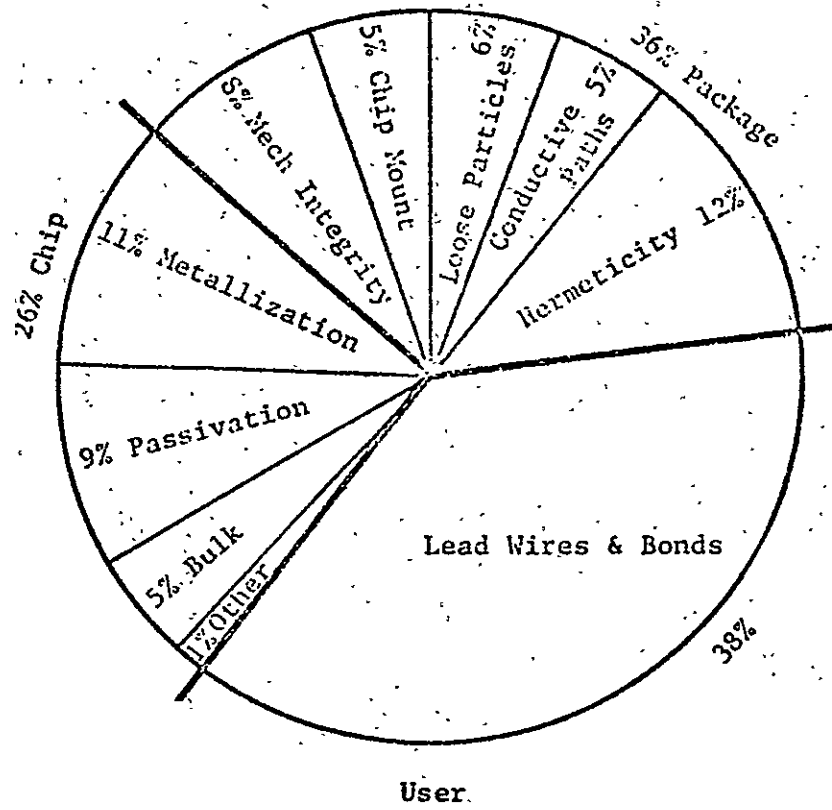 36% Package
6%
Loose Particles
Conductive 5%
Paths
Hermeticity 12%
5% Chip Mount
8% Mech Integrity
26% Chip
11% Metallization
9% Passivation
5% Bulk
1% Other
Lead Wires & Bonds
38%
User